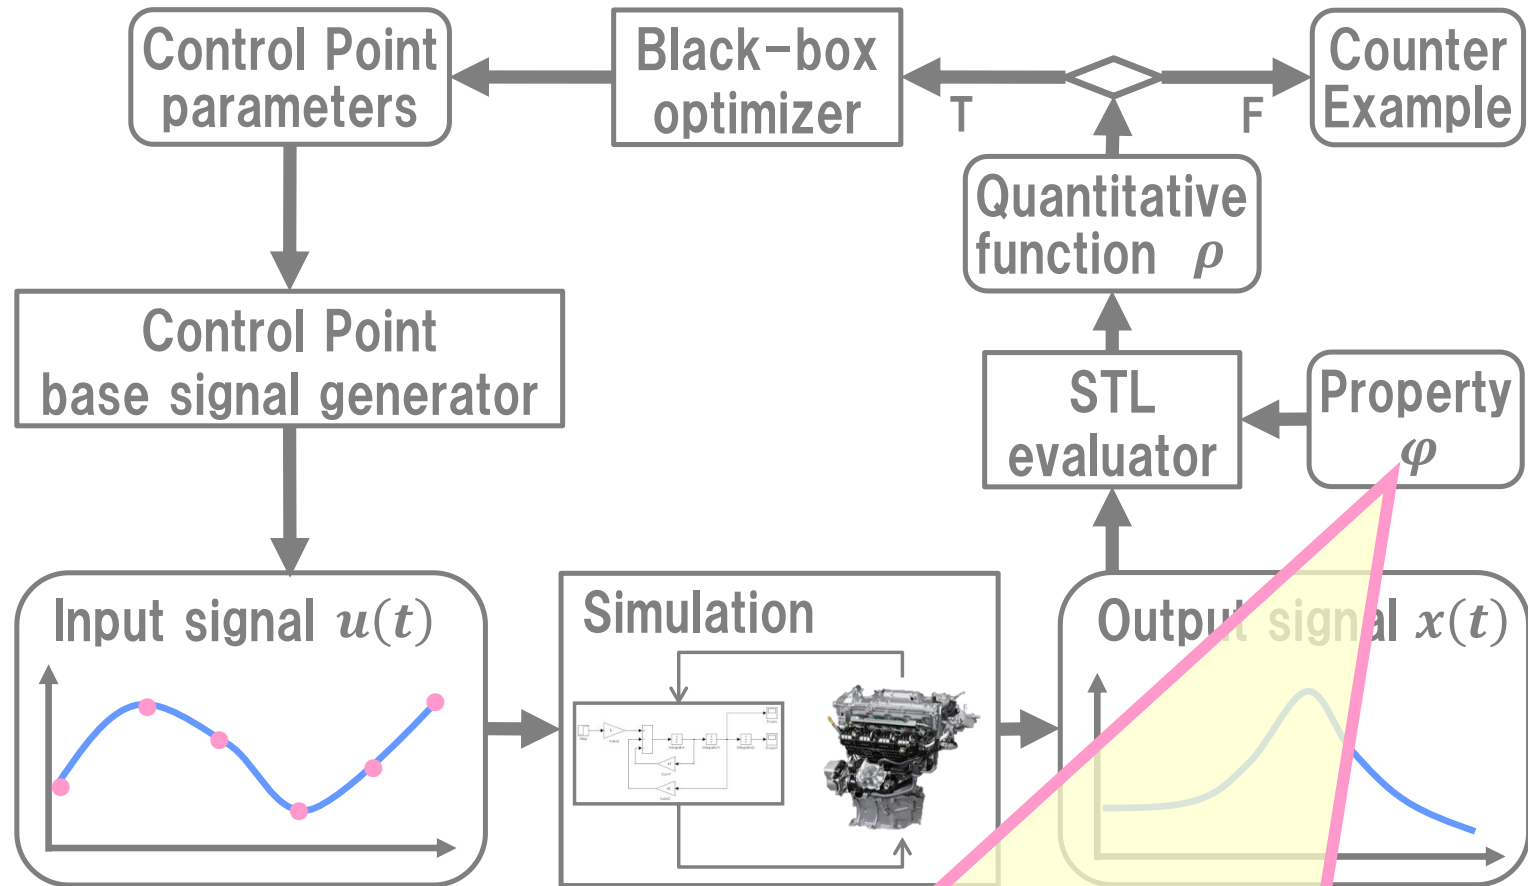 Control Point
parameters
Black-box
optimizer
T
F
Counter
Example
Quantitative
function ρ
Control Point
base signal generator
STL
evaluator
Property
φ
Input signal u(t)
Simulation
Output signal x(t)